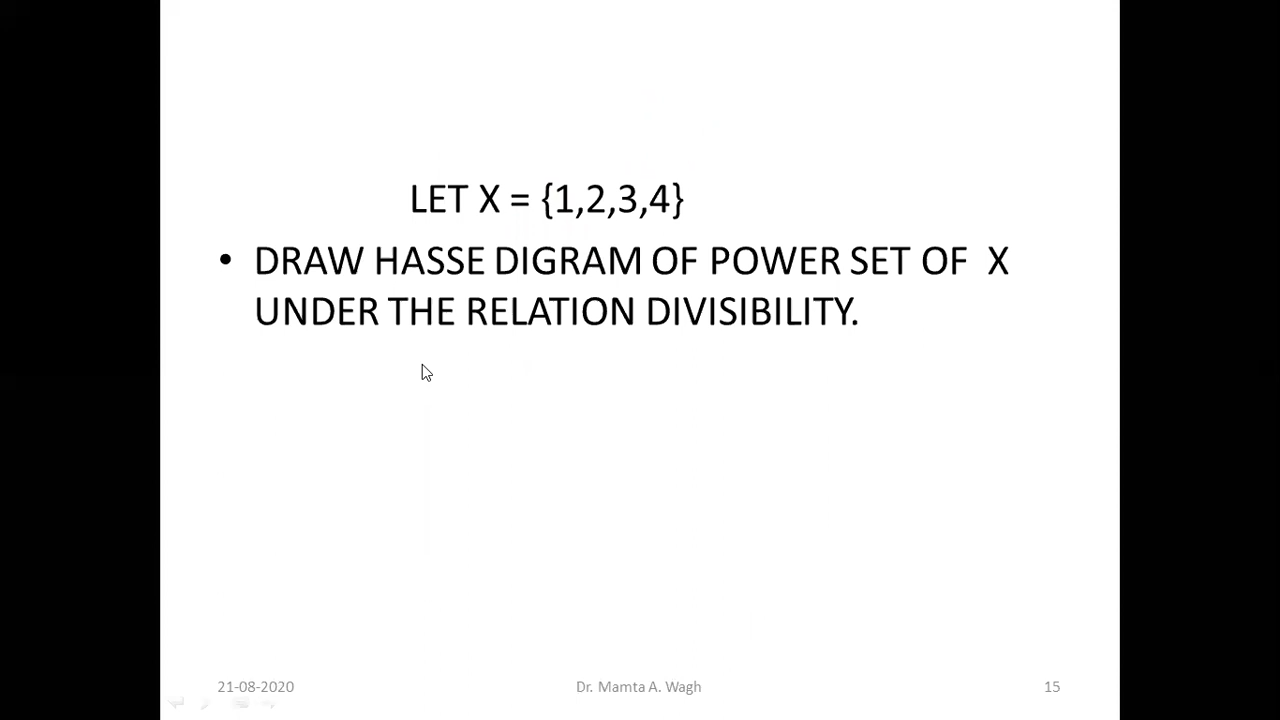 LET X = {1,2,3,4}
• DRAW HASSE DIGRAM OF POWER SET OF X
UNDER THE RELATION DIVISIBILITY.
21-08-2020
Dr. Mamta A. Wagh
15